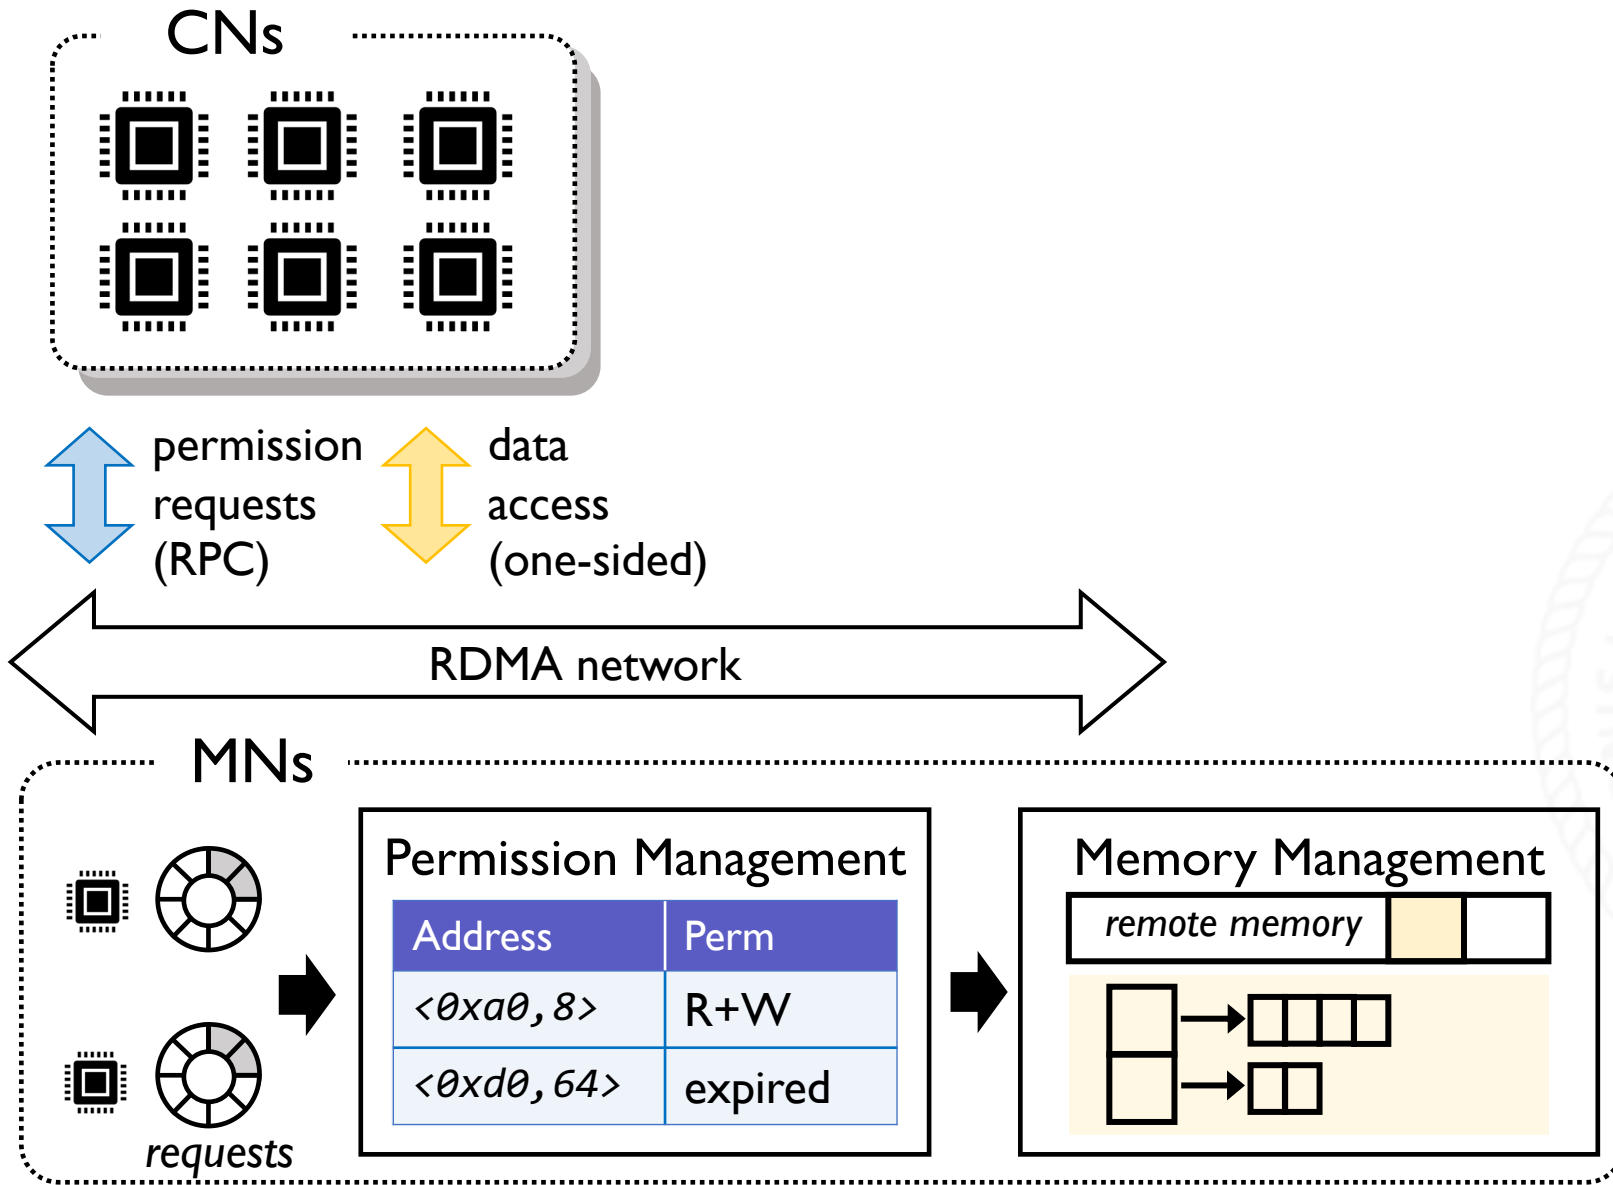 CNs
permission
requests
(RPC)
data
access
(one-sided)
RDMA network
MNs
requests
Permission Management
Address Perm
<0xa0,8> R+W
<0xd0,64> expired
Memory Management
remote memory